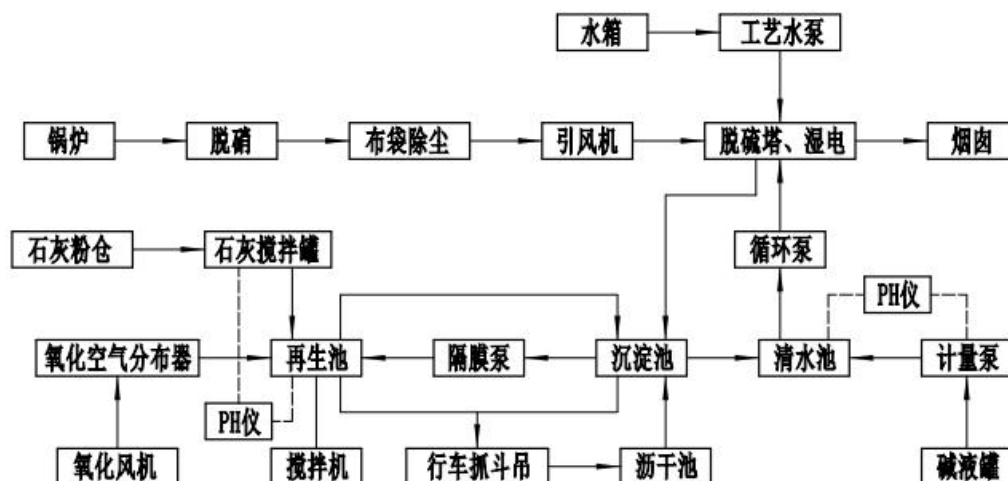 水箱
工艺水泵
锅炉
脱硝
布袋除尘
引风机
脱硫塔、湿电
烟囱
石灰粉仓
石灰搅拌罐
循环泵
PH仪
氧化空气分布器
再生池
隔膜泵
沉淀池
清水池
计量泵
PH仪
氧化风机
搅拌机
行车抓斗吊
沥干池
碱液罐